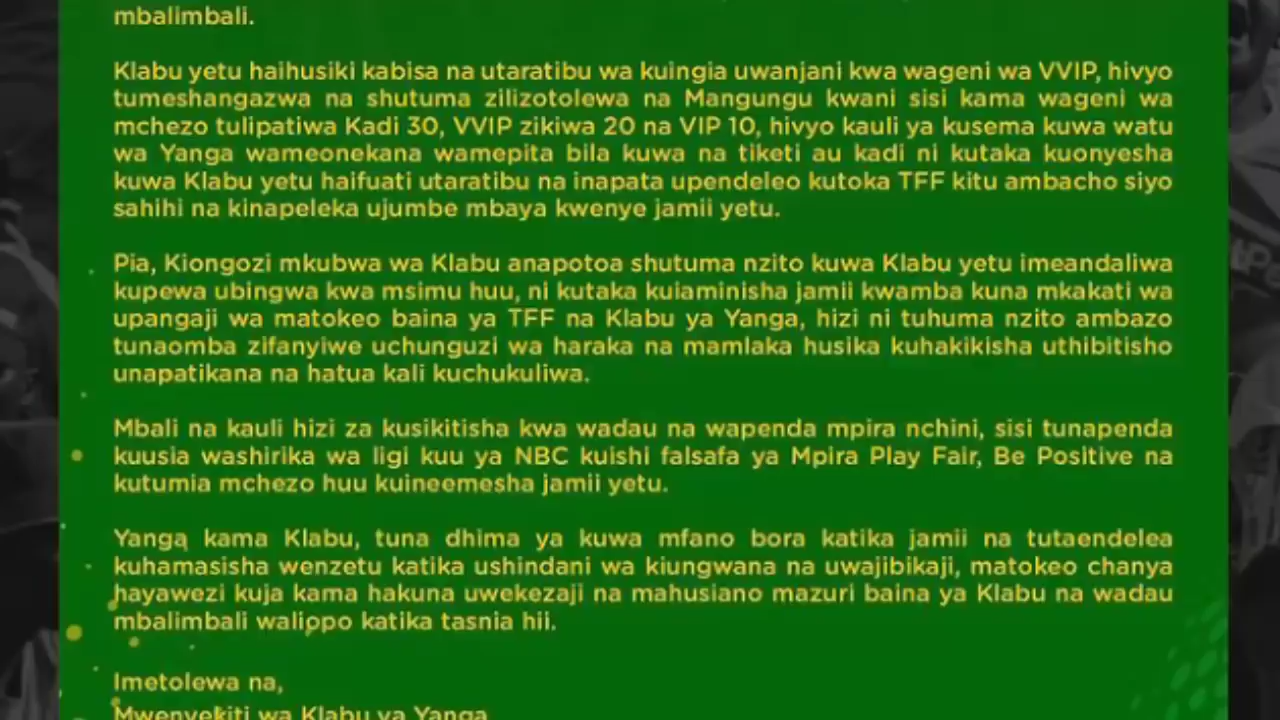 mbalimbali.
Klabu yetu haihusiki kabisa na utaratibu wa kuingia uwanjani kwa wageni wa VVIP, hivyo
tumeshangazwa na shutuma zilizotolewa na Mangungu kwani sisi kama wageni wa
mchezo tulipatiwa Kadi 30, VVIP zikiwa 20 na VIP 10, hivyo kauli ya kusema kuwa watu
wa Yanga wameonekana wamepita bila kuwa na tiketi au kadi ni kutaka kuonyesha
kuwa Klabu yetu haifuati utaratibu na inapata upendeleo kutoka TFF kitu ambacho siyo
sahihi na kinapeleka ujumbe mbaya kwenye jamii yetu.
Pia, Kiongozi mkubwa wa Klabu anapotoa shutuma nzito kuwa Klabu yetu imeandaliwa
kupewa ubingwa kwa msimu huu, ni kutaka kuiaminisha jamii kwamba kuna mkakati wa
upangaji wa matokeo baina ya TFF na Klabu ya Yanga, hizi ni tuhuma nzito ambazo
tunaomba zifanyiwe uchunguzi wa haraka na mamlaka husika kuhakikisha uthibitisho
unapatikana na hatua kali kuchukuliwa.
Mbali na kauli hizi za kusikitisha kwa wadau na wapenda mpira nchini, sisi tunapenda
kuusia washirika wa ligi kuu ya NBC kuishi falsafa ya Mpira Play Fair, Be Positive na
kutumia mchezo huu kuineemesha jamii yetu.
Yanga kama Klabu, tuna dhima ya kuwa mfano bora katika jamii na tutaendelea
kuhamasisha wenzetu katika ushindani wa kiungwana na uwajibikaji, matokeo chanya
hayawezi kuja kama hakuna uwekezaji na mahusiano mazuri baina ya Klabu na wadau
mbalimbali walippo katika tasnia hii.
Imetolewa na,
Mwenyekiti wa Klabu ya Yanga